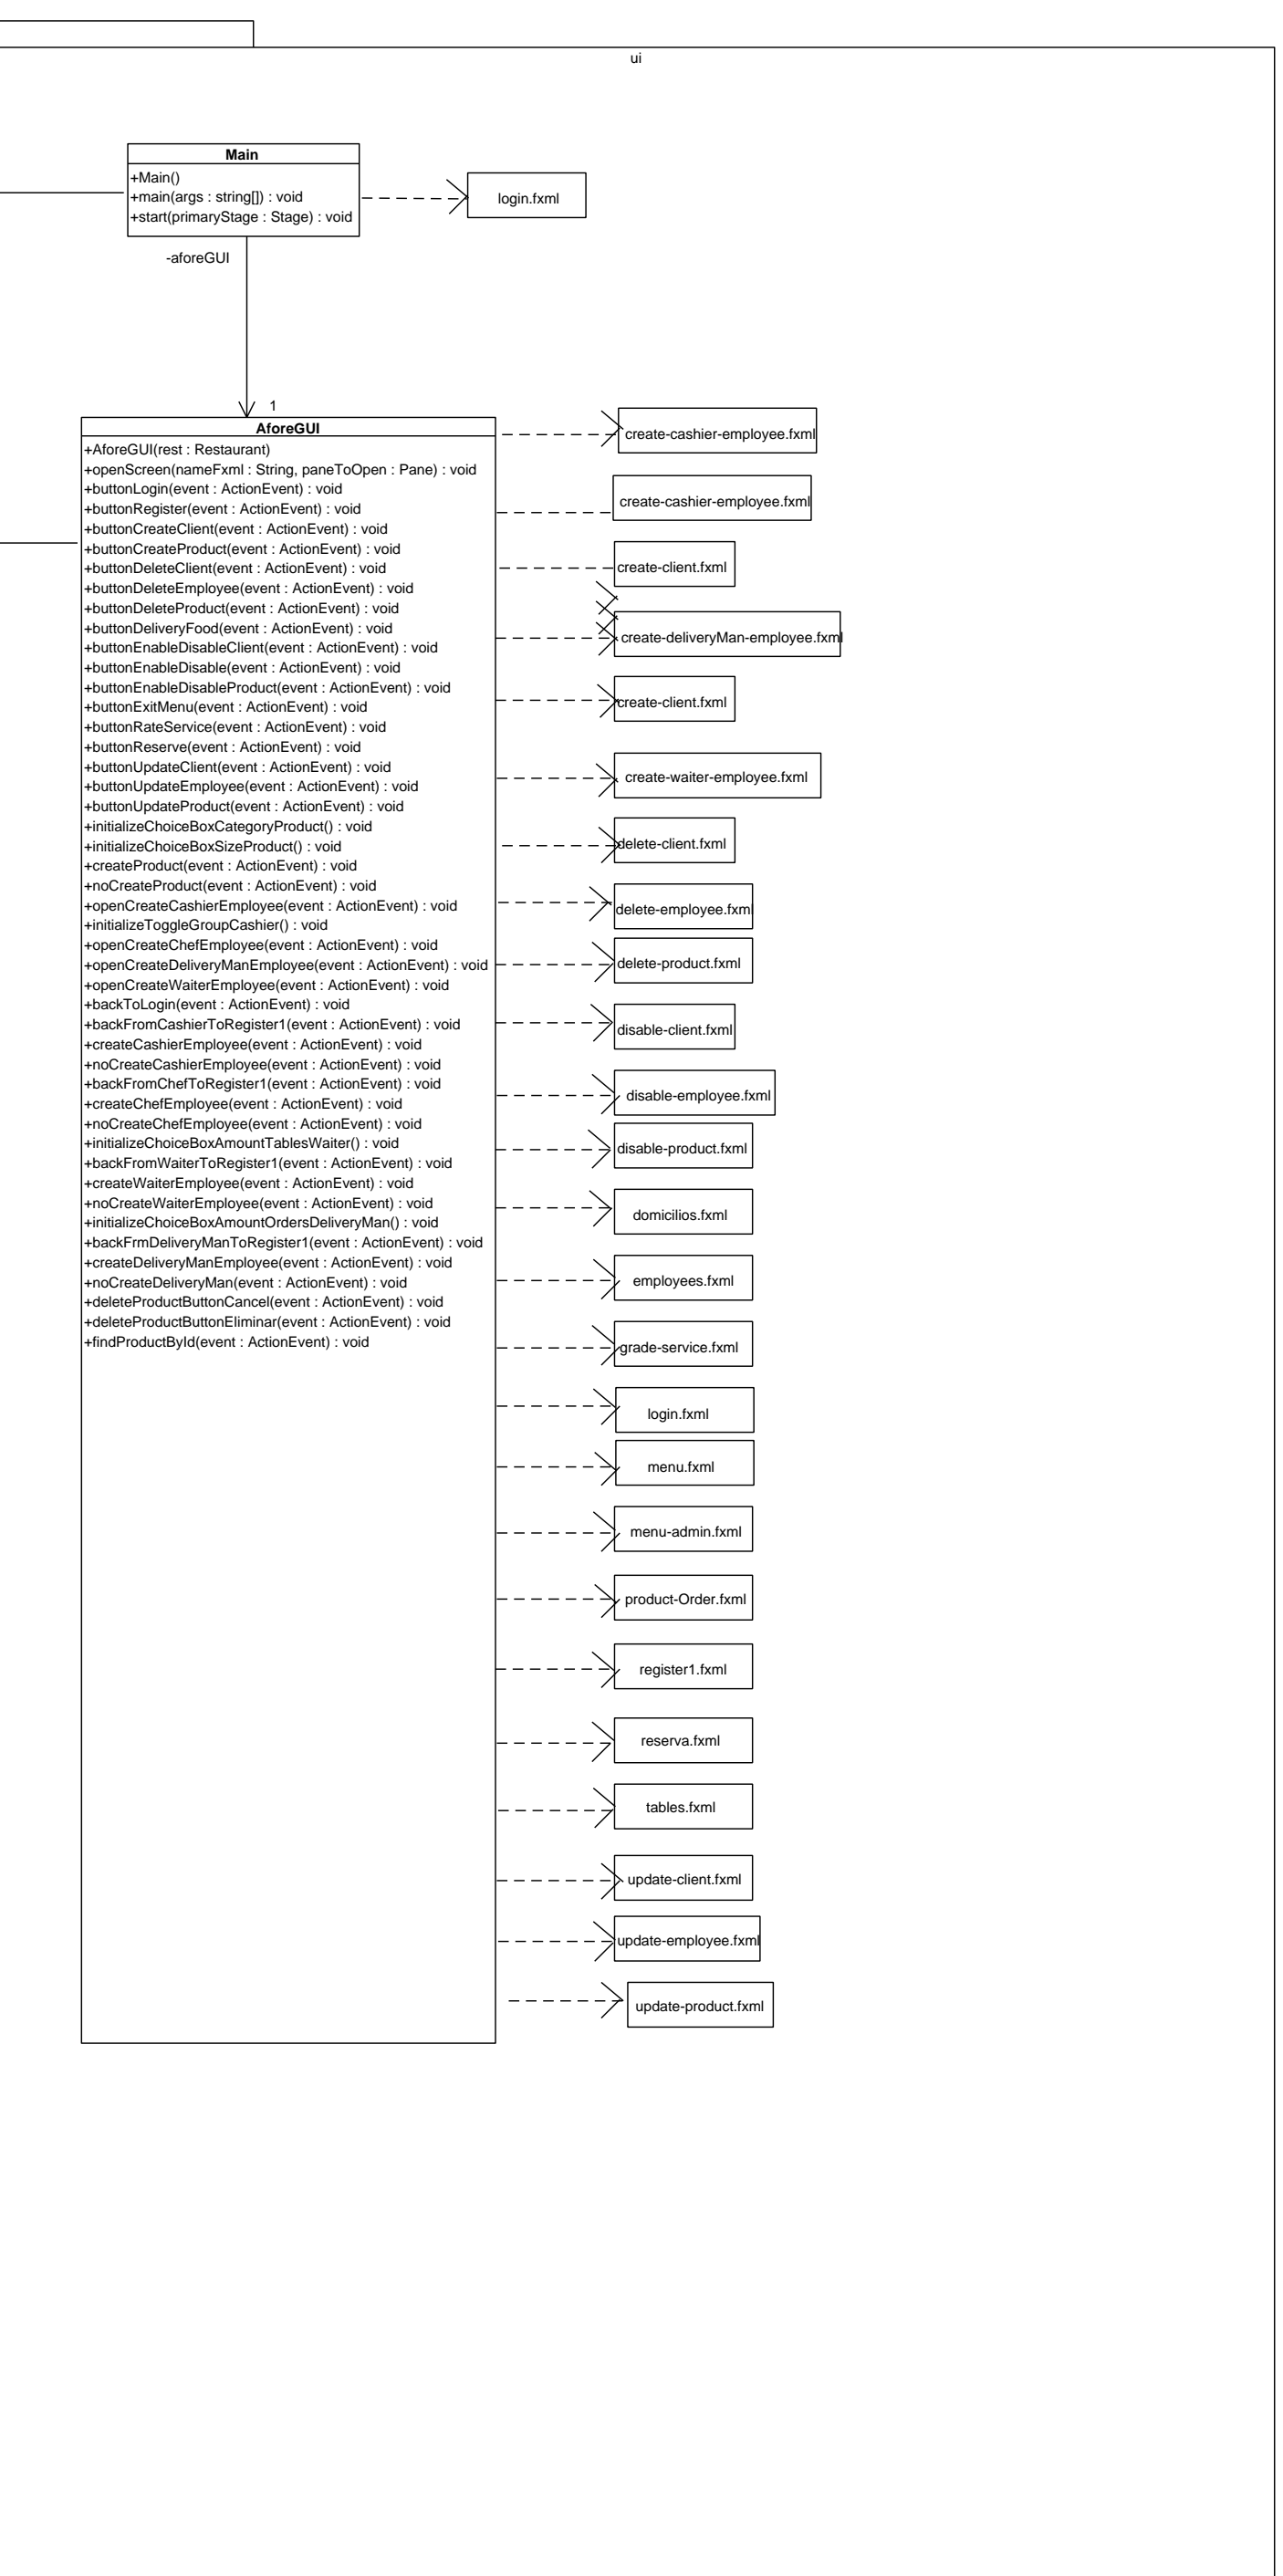 ui
Main
+Main()
+main(args : string[]) : void
+start(primaryStage : Stage) : void
login.fxml
-aforeGUI
1
AforeGUI
+AforeGUI(rest : Restaurant)
+openScreen(nameFxml : String, paneToOpen : Pane) : void
+buttonLogin(event : ActionEvent) : void
+buttonRegister(event : ActionEvent) : void
+buttonCreateClient(event : ActionEvent) : void
+buttonCreateProduct(event : ActionEvent) : void
+buttonDeleteClient(event : ActionEvent) : void
+buttonDeleteEmployee(event : ActionEvent) : void
+buttonDeleteProduct(event : ActionEvent) : void
+buttonDeliveryFood(event : ActionEvent) : void
+buttonEnableDisableClient(event : ActionEvent) : void
+buttonEnableDisable(event : ActionEvent) : void
+buttonEnableDisableProduct(event : ActionEvent) : void
+buttonExitMenu(event : ActionEvent) : void
+buttonRateService(event : ActionEvent) : void
+buttonReserve(event : ActionEvent) : void
+buttonUpdateClient(event : ActionEvent) : void
+buttonUpdateEmployee(event : ActionEvent) : void
+buttonUpdateProduct(event : ActionEvent) : void
+initializeChoiceBoxCategoryProduct() : void
+initializeChoiceBoxSizeProduct() : void
+createProduct(event : ActionEvent) : void
+noCreateProduct(event : ActionEvent) : void
+openCreateCashierEmployee(event : ActionEvent) : void
+initializeToggleGroupCashier() : void
+openCreateChefEmployee(event : ActionEvent) : void
+openCreateDeliveryManEmployee(event : ActionEvent) : void
+openCreateWaiterEmployee(event : ActionEvent) : void
+backToLogin(event : ActionEvent) : void
+backFromCashierToRegister1(event : ActionEvent) : void
+createCashierEmployee(event : ActionEvent) : void
+noCreateCashierEmployee(event : ActionEvent) : void
+backFromChefToRegister1(event : ActionEvent) : void
+createChefEmployee(event : ActionEvent) : void
+noCreateChefEmployee(event : ActionEvent) : void
+initializeChoiceBoxAmountTablesWaiter() : void
+backFromWaiterToRegister1(event : ActionEvent) : void
+createWaiterEmployee(event : ActionEvent) : void
+noCreateWaiterEmployee(event : ActionEvent) : void
+initializeChoiceBoxAmountOrdersDeliveryMan() : void
+backFrmDeliveryManToRegister1(event : ActionEvent) : void
+createDeliveryManEmployee(event : ActionEvent) : void
+noCreateDeliveryMan(event : ActionEvent) : void
+deleteProductButtonCancel(event : ActionEvent) : void
+deleteProductButtonEliminar(event : ActionEvent) : void
+findProductById(event : ActionEvent) : void
create-cashier-employee.fxml
create-cashier-employee.fxml
create-client.fxml
create-deliveryMan-employee.fxml
create-client.fxml
create-waiter-employee.fxml
delete-client.fxml
delete-employee.fxml
delete-product.fxml
disable-client.fxml
disable-employee.fxml
disable-product.fxml
domicilios.fxml
employees.fxml
grade-service.fxml
login.fxml
menu.fxml
menu-admin.fxml
product-Order.fxml
register1.fxml
reserva.fxml
tables.fxml
update-client.fxml
update-employee.fxml
update-product.fxml